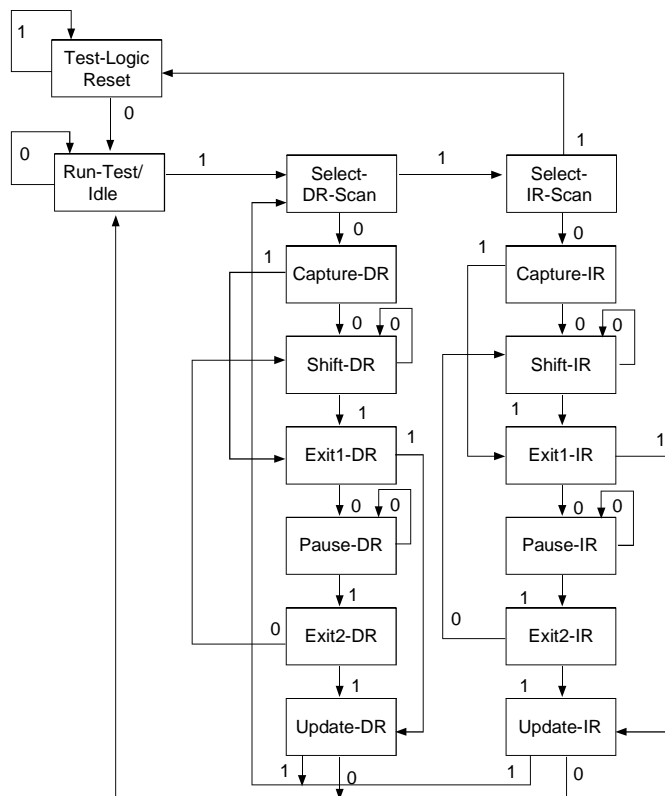 1
Test-Logic
Reset
0
0
Run-Test/
Idle
1
Select-
DR-Scan
1
Select-
IR-Scan
1
0
0
1
Capture-DR
1
Capture-IR
0
0
0
0
Shift-DR
Shift-IR
1
1
Exit1-DR
1
Exit1-IR
1
0
0
0
0
Pause-DR
Pause-IR
1
1
0
Exit2-DR
0
Exit2-IR
1
1
Update-DR
Update-IR
1
0
1
0